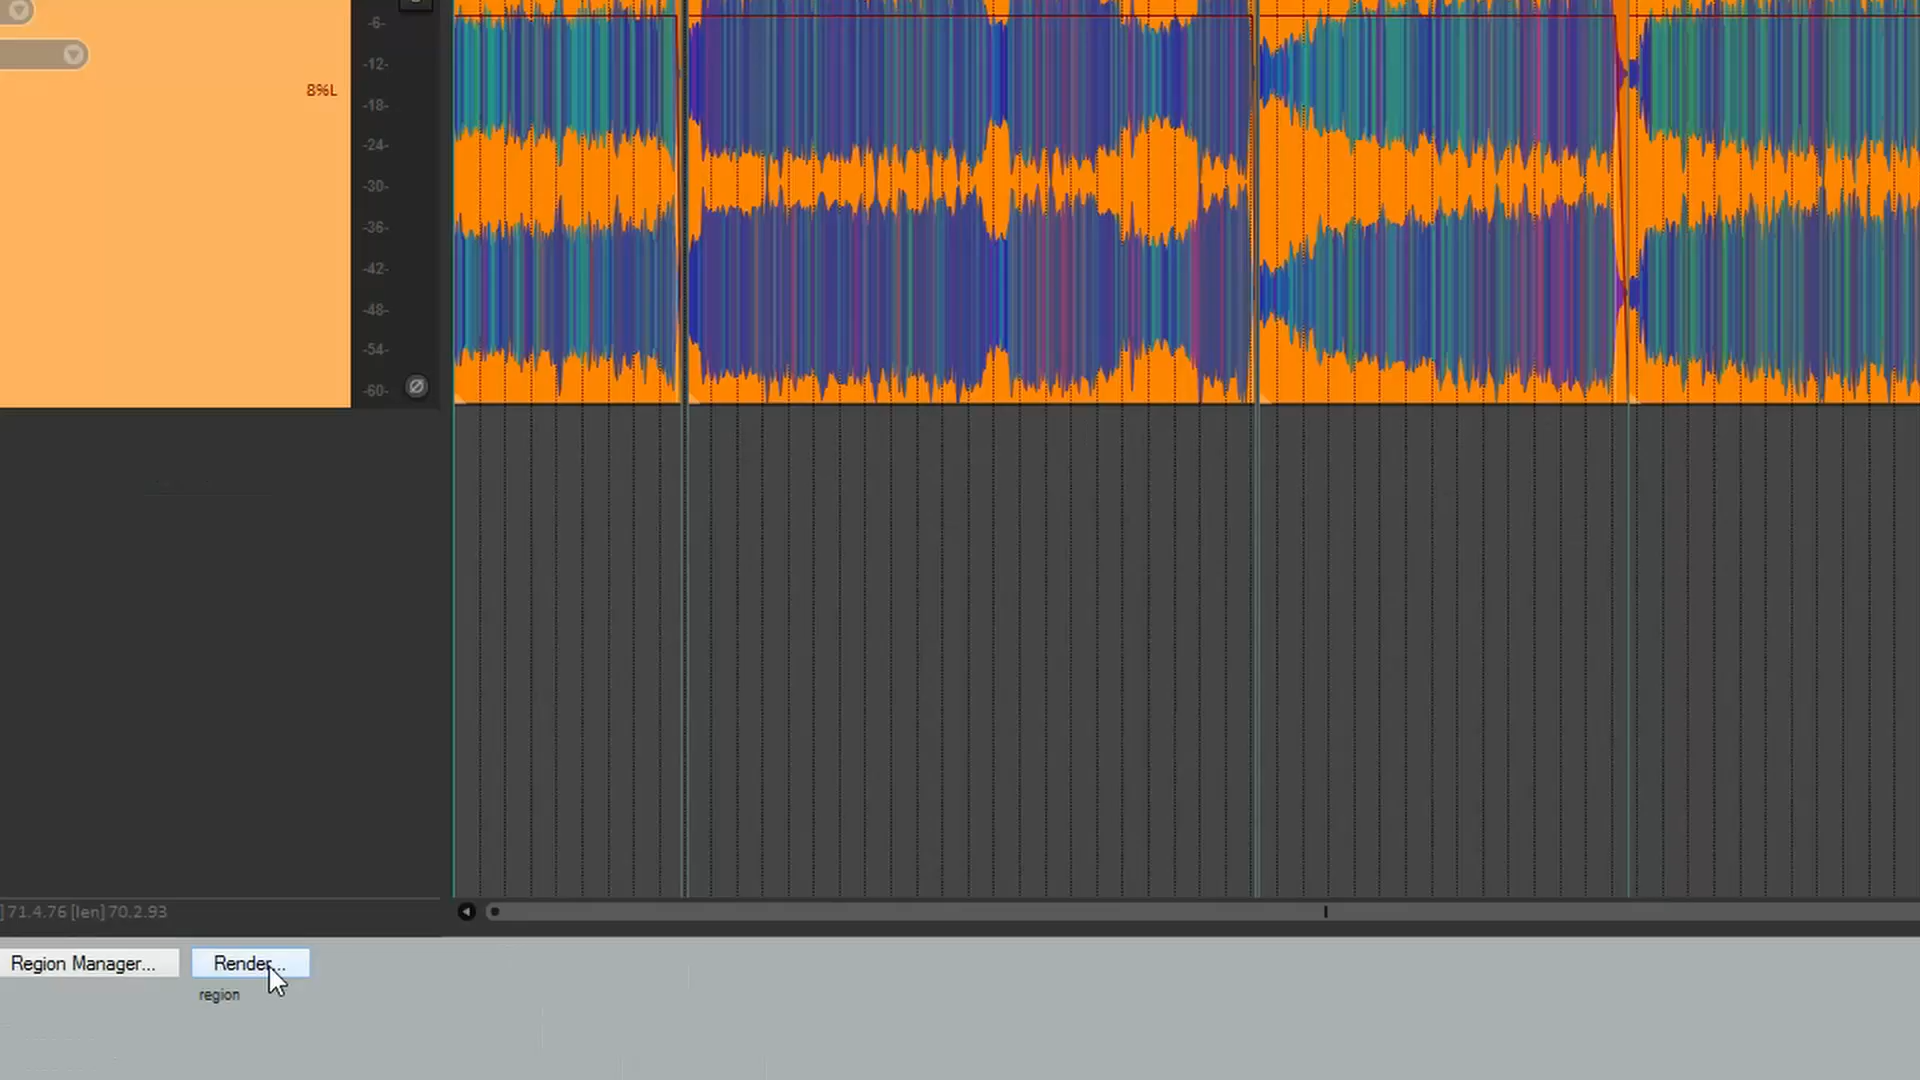 -6-
-12-
8%L
-18-
-24-
-30-
-36-
-42-
-48-
-54-
-60-
]71.4.76 [len] 70.2.93
Region Manager...
Render...
region